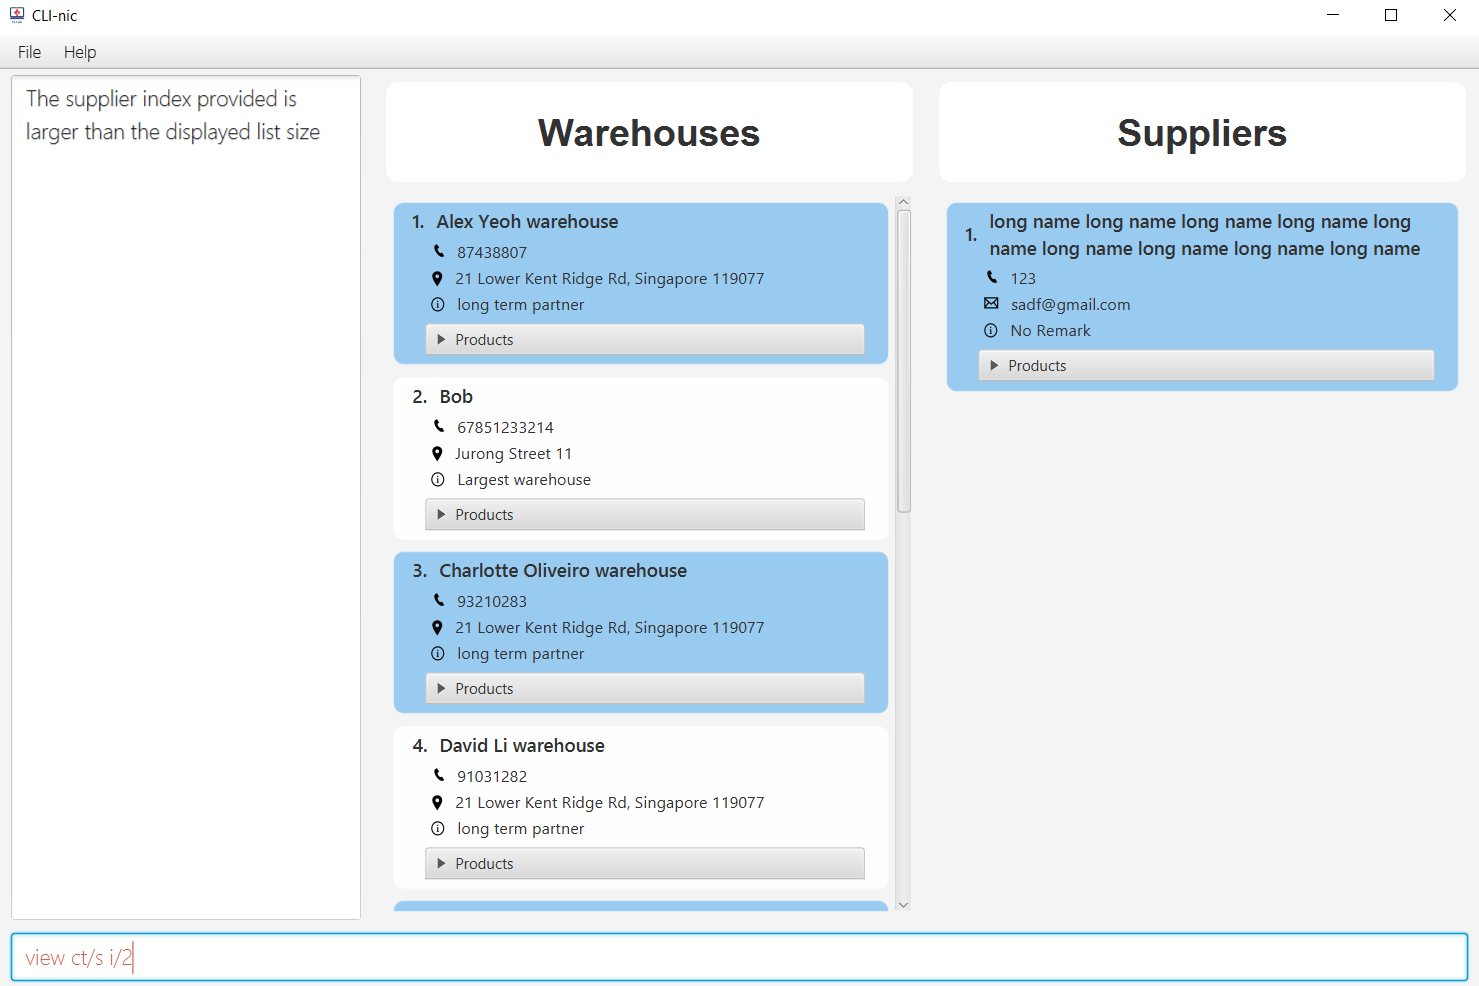 CLI-nic
File Help
The supplier index provided is
larger than the displayed list size
Warehouses
1. Alex Yeoh warehouse
87438807
21 Lower Kent Ridge Rd, Singapore 119077
long term partner
Products
2. Bob
67851233214
Jurong Street 11
Largest warehouse
Products
3. Charlotte Oliveiro warehouse
93210283
21 Lower Kent Ridge Rd, Singapore 119077
long term partner
Products
4. David Li warehouse
91031282
21 Lower Kent Ridge Rd, Singapore 119077
long term partner
Products
Suppliers
1. long name long name long name long name long
name long name long name long name long name
123
sadf@gmail.com
No Remark
Products
view ct/s i/2